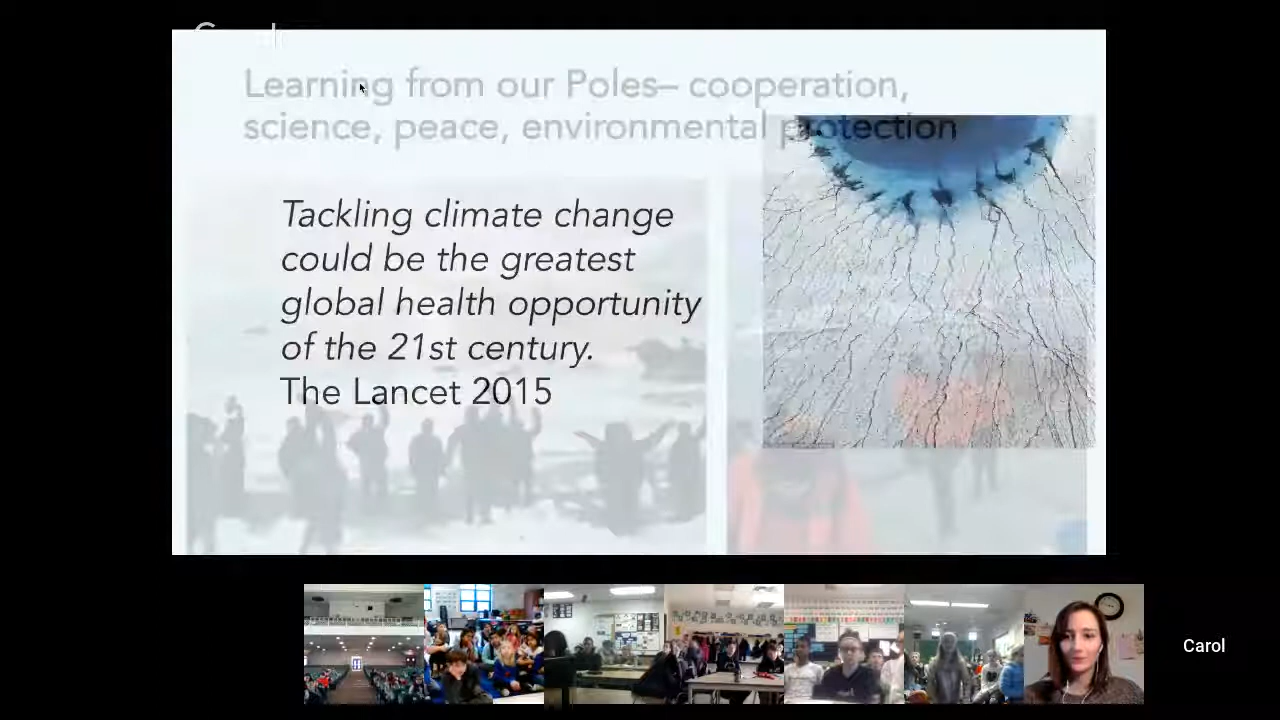 Learning from our Poles– cooperation,
science, peace, environmental protection
Tackling climate change
could be the greatest
global health opportunity
of the 21st century.
The Lancet 2015
Carol